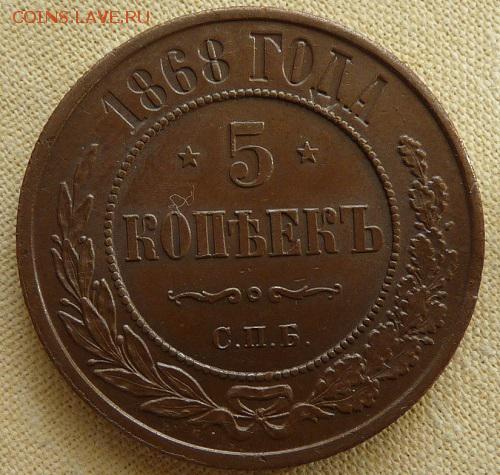 COINS.LAVE.RU
1868 ГОДА
5
КОПѢЕКЪ
С.П.Б.